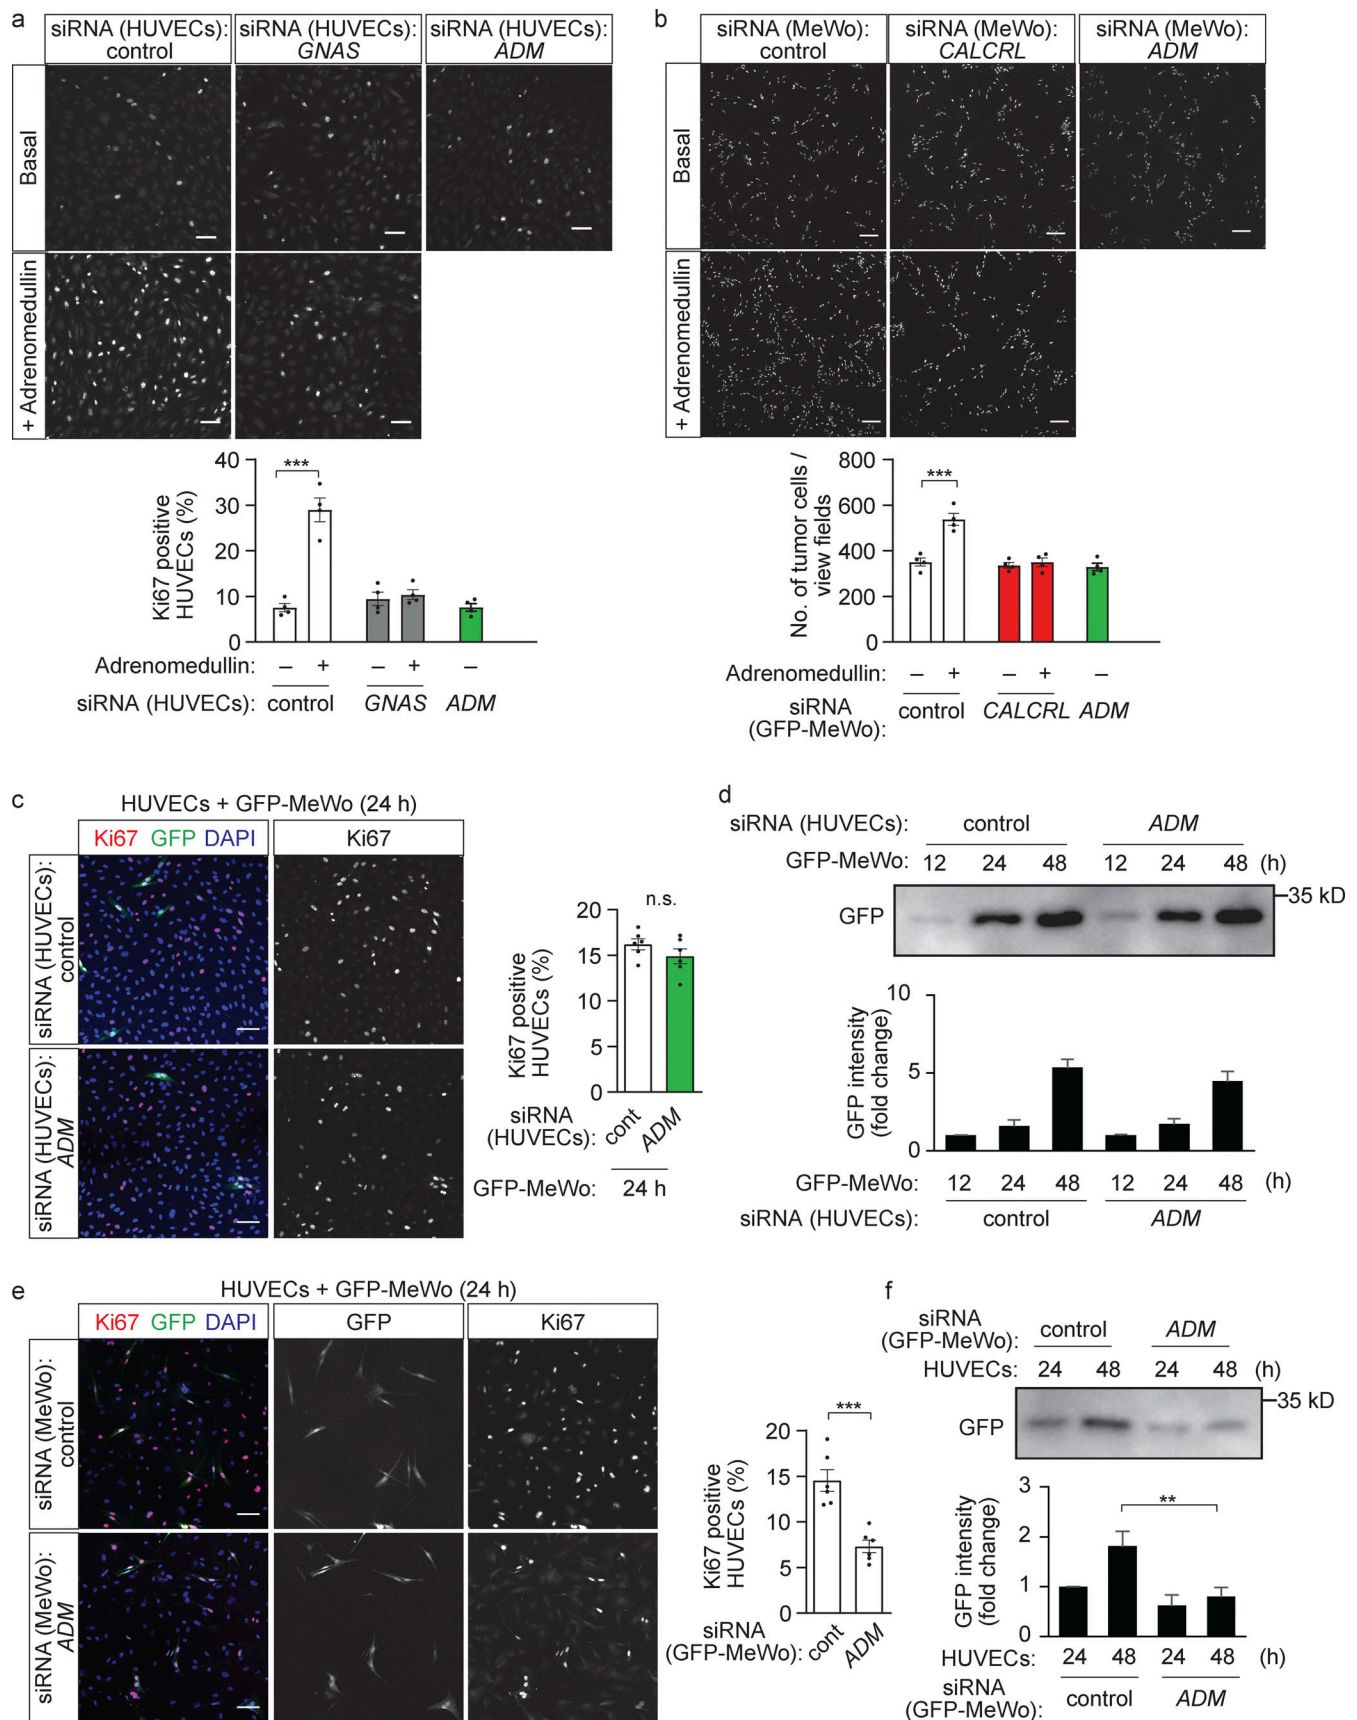 a
siRNA (HUVECs):
control
siRNA (HUVECs):
GNAS
siRNA (HUVECs):
ADM
Basal
+ Adrenomedullin
40
30
20
10
0
Ki67 positive
HUVECs (%)
***
Adrenomedullin: – + – + –
siRNA (HUVECs): control GNAS ADM
b
siRNA (MeWo):
control
siRNA (MeWo):
CALCRL
siRNA (MeWo):
ADM
Basal
+ Adrenomedullin
800
600
400
200
0
No. of tumor cells /
view fields
***
Adrenomedullin: – + – + –
siRNA
(GFP-MeWo):
control CALCRL ADM
c
HUVECs + GFP-MeWo (24 h)
Ki67 GFP DAPI
Ki67
siRNA (HUVECs):
control
siRNA (HUVECs):
ADM
n.s.
20
15
10
5
0
Ki67 positive
HUVECs (%)
siRNA
(HUVECs):
cont
ADM
GFP-MeWo: 24 h
d
siRNA (HUVECs): control ADM
GFP-MeWo: 12 24 48 12 24 48 (h)
GFP
35 kD
10
5
0
GFP intensity
(fold change)
GFP-MeWo: 12 24 48 12 24 48 (h)
siRNA (HUVECs): control ADM
e
HUVECs + GFP-MeWo (24 h)
Ki67 GFP DAPI
GFP
Ki67
siRNA (MeWo):
control
siRNA (MeWo):
ADM
***
20
15
10
5
0
Ki67 positive
HUVECs (%)
siRNA
(GFP-MeWo):
cont
ADM
f
siRNA
(GFP-MeWo):
control ADM
HUVECs: 24 48 24 48 (h)
GFP
35 kD
3
2
1
0
GFP intensity
(fold change)
**
HUVECs: 24 48 24 48 (h)
siRNA
(GFP-MeWo):
control ADM